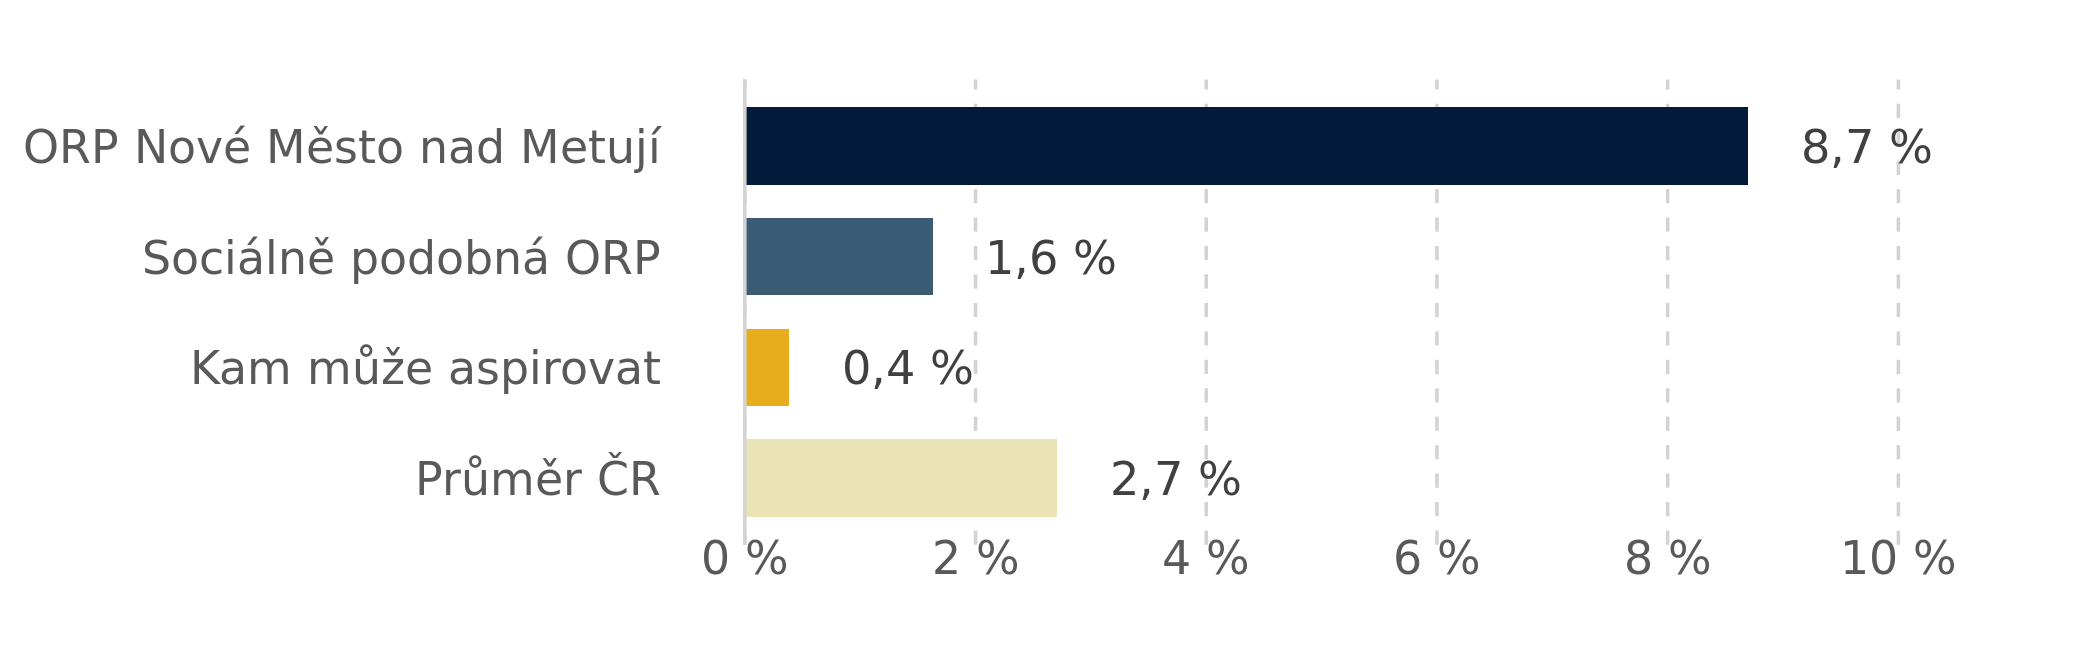 ORP Nové Město nad Metují
8,7 %
Sociálně podobná ORP
1,6 %
Kam může aspirovat
0,4 %
Průměr ČR
2,7 %
0 %
2 %
4 %
6 %
8 %
10 %